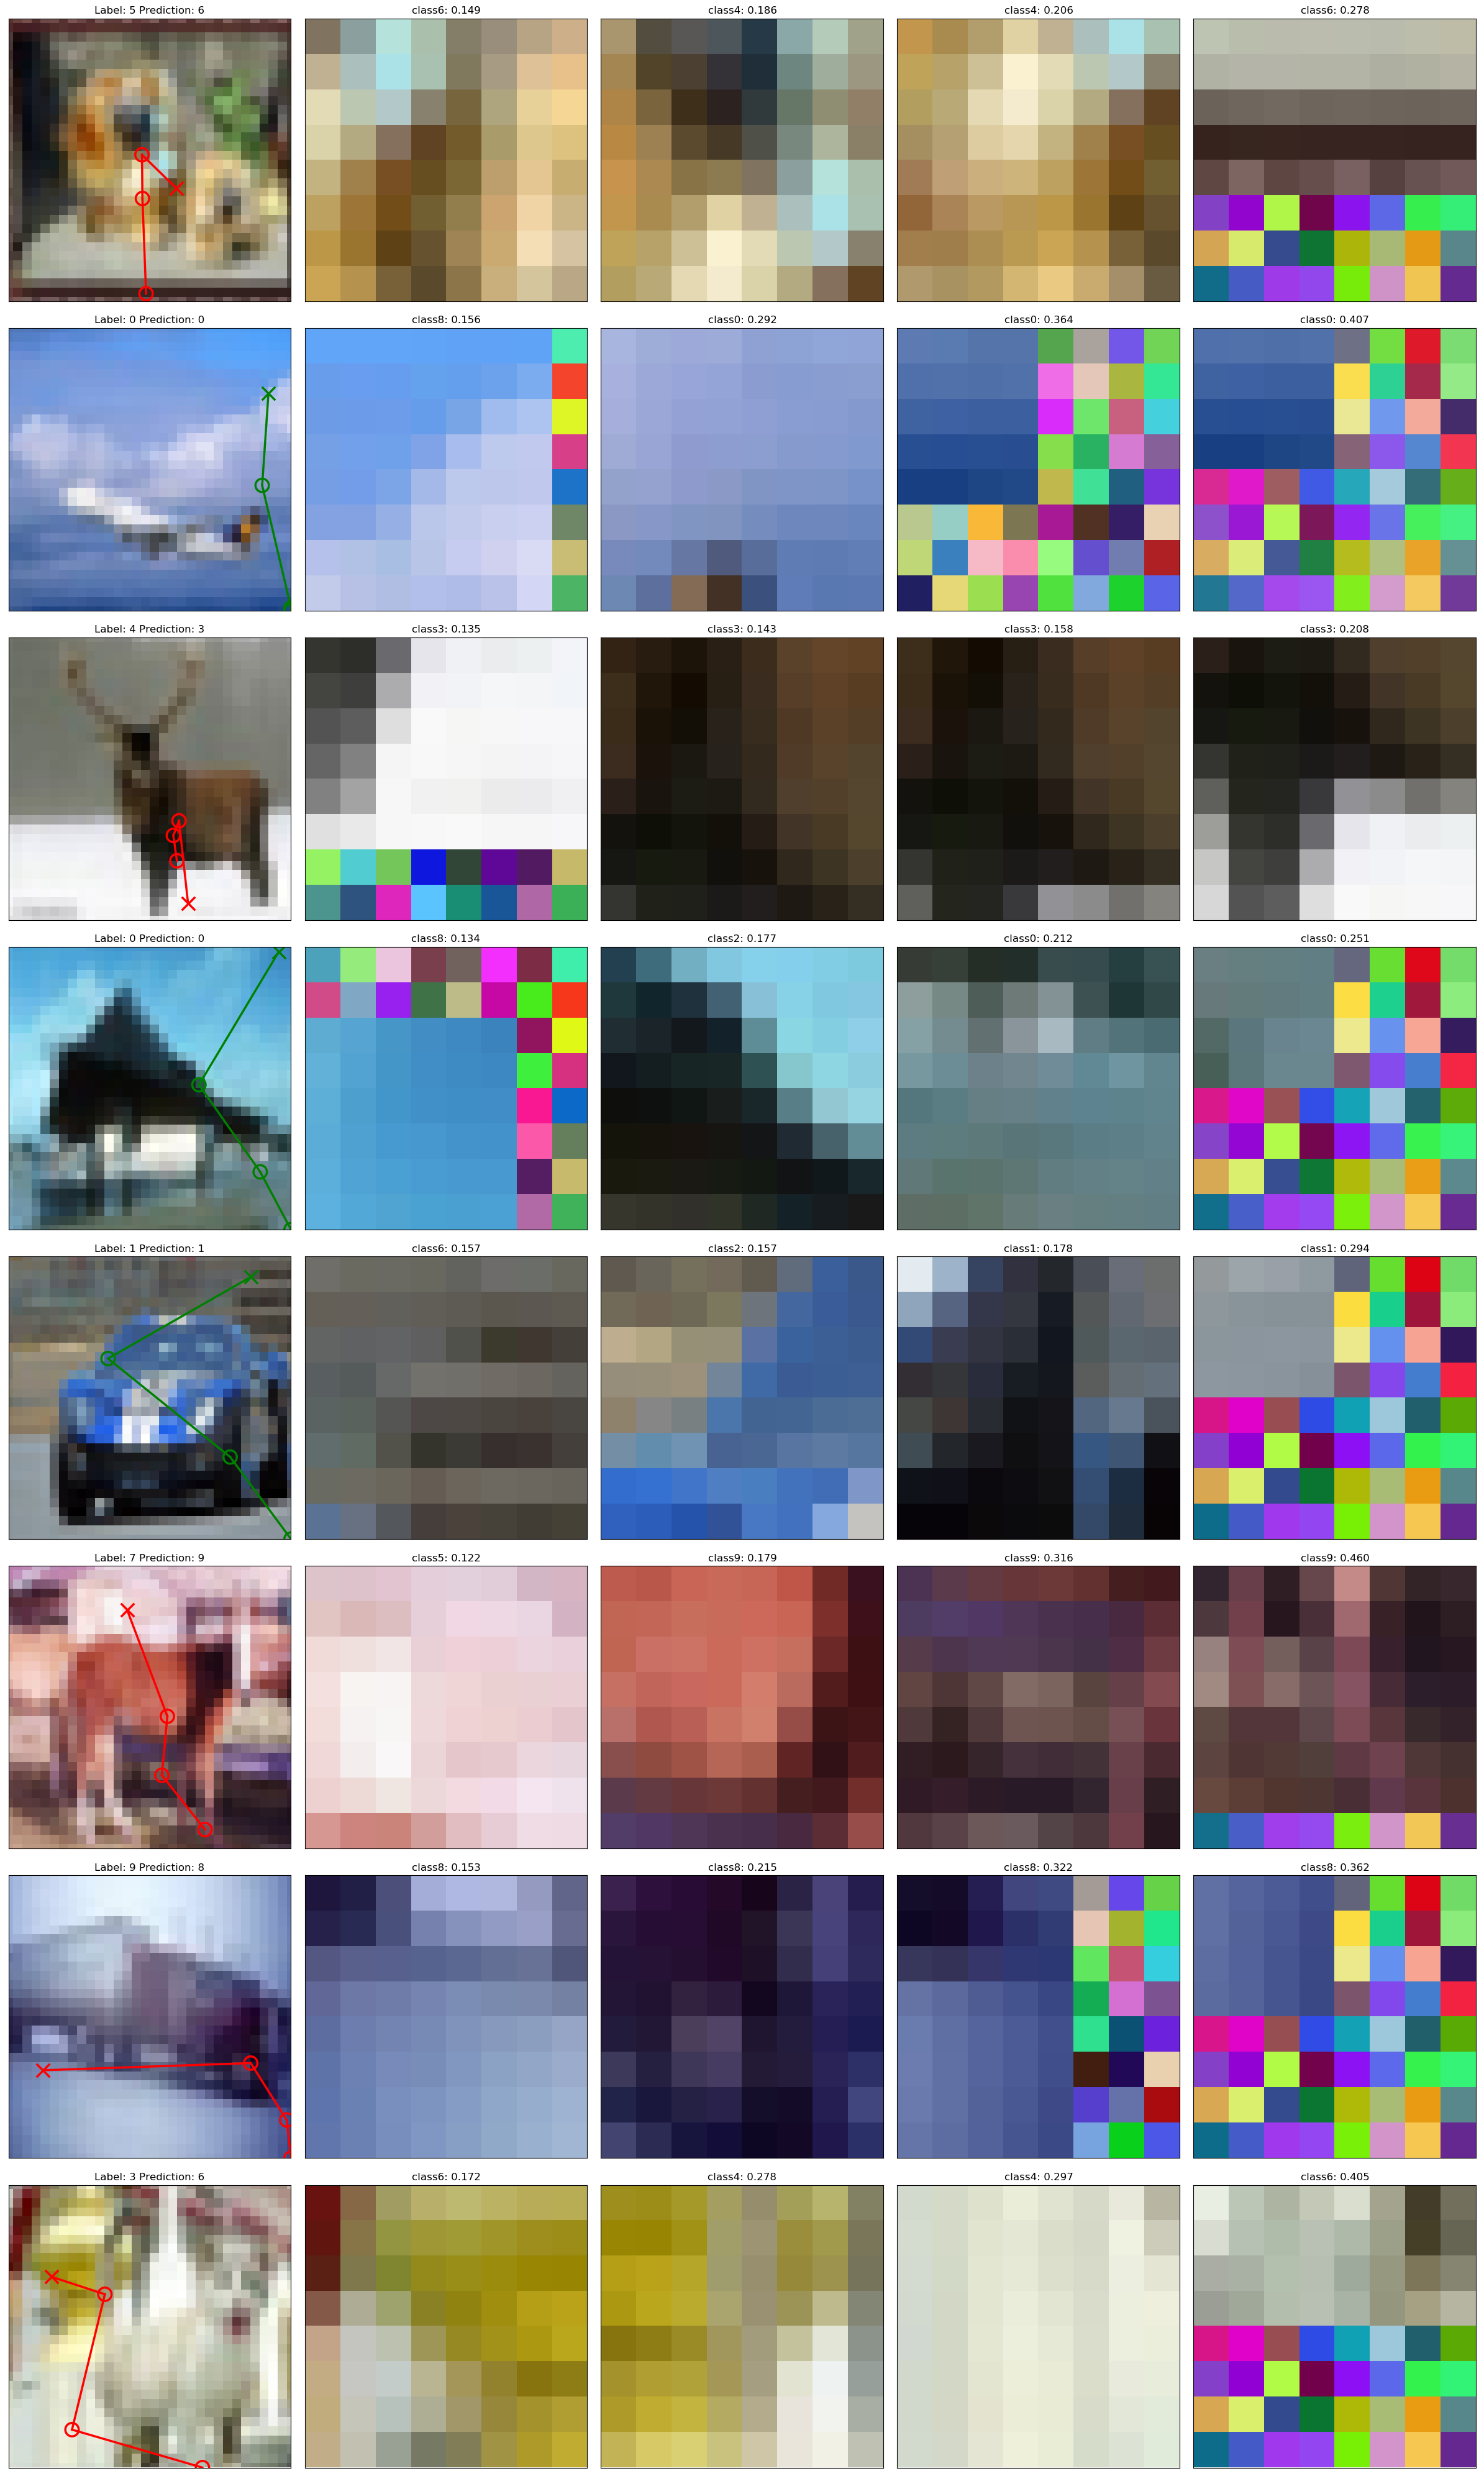 Label: 5 Prediction: 6
class6: 0.149
class4: 0.186
class4: 0.206
class6: 0.278
Label: 0 Prediction: 0
class8: 0.156
class0: 0.292
class0: 0.364
class0: 0.407
Label: 4 Prediction: 3
class3: 0.135
class3: 0.143
class3: 0.158
class3: 0.208
Label: 0 Prediction: 0
class8: 0.134
class2: 0.177
class0: 0.212
class0: 0.251
Label: 1 Prediction: 1
class6: 0.157
class2: 0.157
class1: 0.178
class1: 0.294
Label: 7 Prediction: 9
class5: 0.122
class9: 0.179
class9: 0.316
class9: 0.460
Label: 9 Prediction: 8
class8: 0.153
class8: 0.215
class8: 0.322
class8: 0.362
Label: 3 Prediction: 6
class6: 0.172
class4: 0.278
class4: 0.297
class6: 0.405